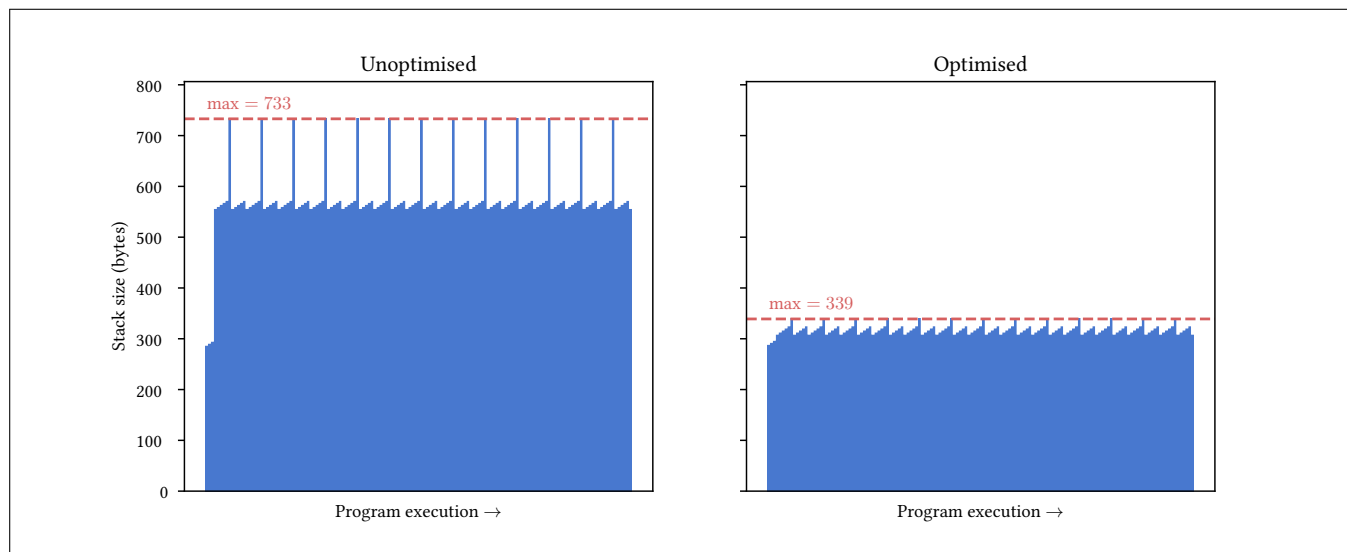 Unoptimised
Optimised
800
700
600
500
400
300
200
100
0
Stack size (bytes)
max = 733
max = 339
Program execution →
Program execution →